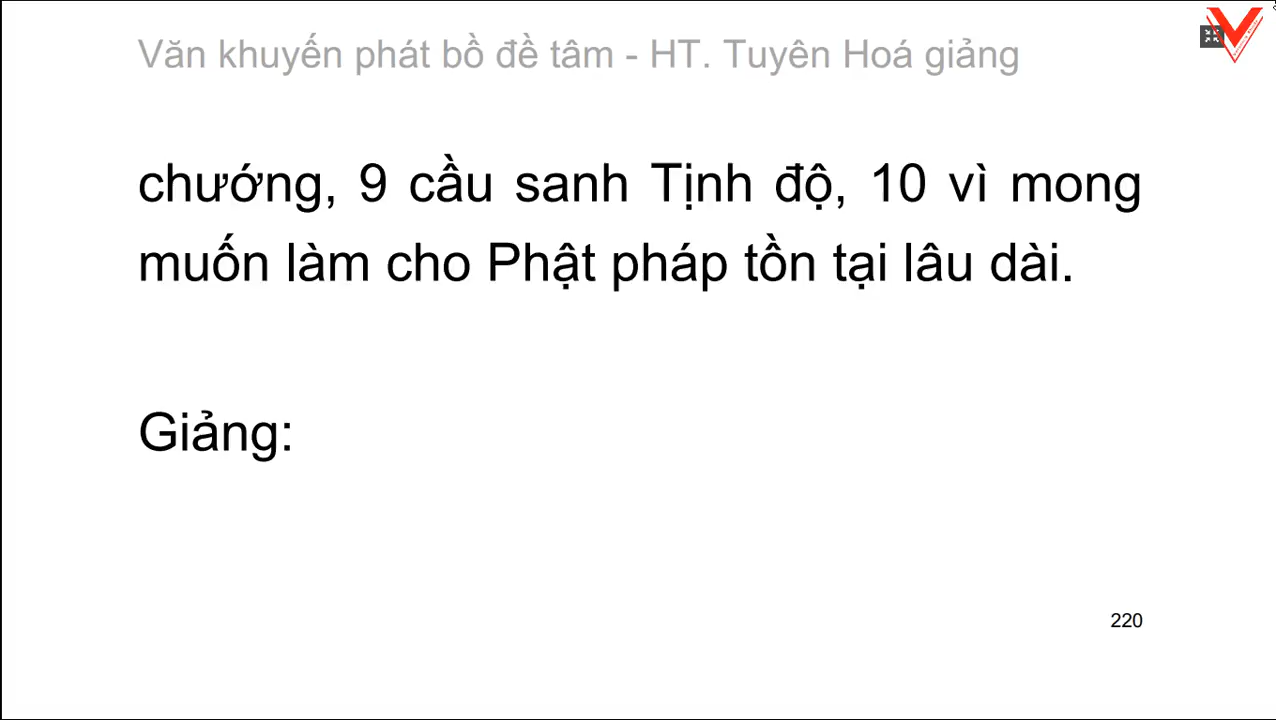 Văn khuyến phát bồ đề tâm - HT. Tuyên Hoá giảng
chướng, 9 cầu sanh Tịnh độ, 10 vì mong
muốn làm cho Phật pháp tồn tại lâu dài.
Giảng:
220